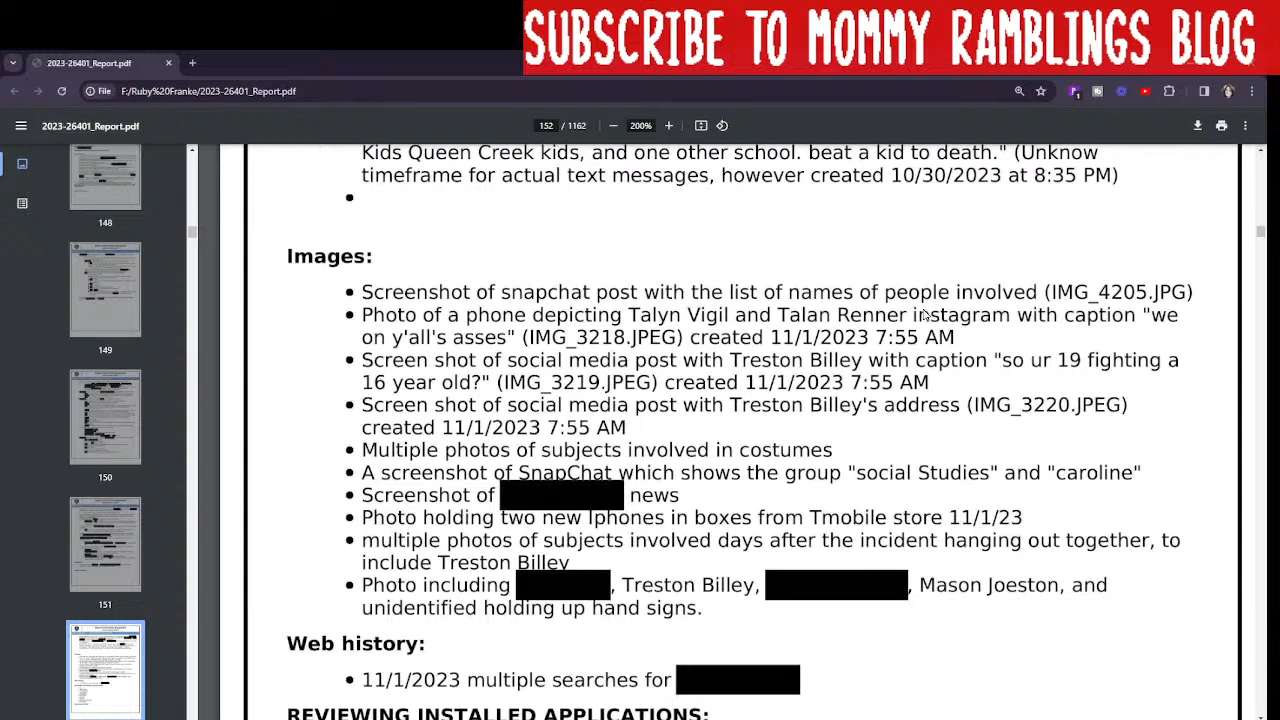 SUBSCRIBE TO MOMMY RAMBLINGS BLOG
2023-26401_Report.pdf
File F:/Ruby%20Franke/2023-26401_Report.pdf
2023-26401_Report.pdf
152 / 1162
200%
148
149
150
151
Kids Queen Creek kids, and one other school. beat a kid to death." (Unknow
timeframe for actual text messages, however created 10/30/2023 at 8:35 PM)
Images:
Screenshot of snapchat post with the list of names of people involved (IMG_4205.JPG)
Photo of a phone depicting Talyn Vigil and Talan Renner instagram with caption "we
on y'all's asses" (IMG_3218.JPEG) created 11/1/2023 7:55 AM
Screen shot of social media post with Treston Billey with caption "so ur 19 fighting a
16 year old?" (IMG_3219.JPEG) created 11/1/2023 7:55 AM
Screen shot of social media post with Treston Billey's address (IMG_3220.JPEG)
created 11/1/2023 7:55 AM
Multiple photos of subjects involved in costumes
A screenshot of SnapChat which shows the group "social Studies" and "caroline"
Screenshot of news
Photo holding two new Iphones in boxes from Tmobile store 11/1/23
multiple photos of subjects involved days after the incident hanging out together, to
include Treston Billey
Photo including , Treston Billey, , Mason Joeston, and
unidentified holding up hand signs.
Web history:
11/1/2023 multiple searches for
REVIEWING INSTALLED APPLICATIONS: